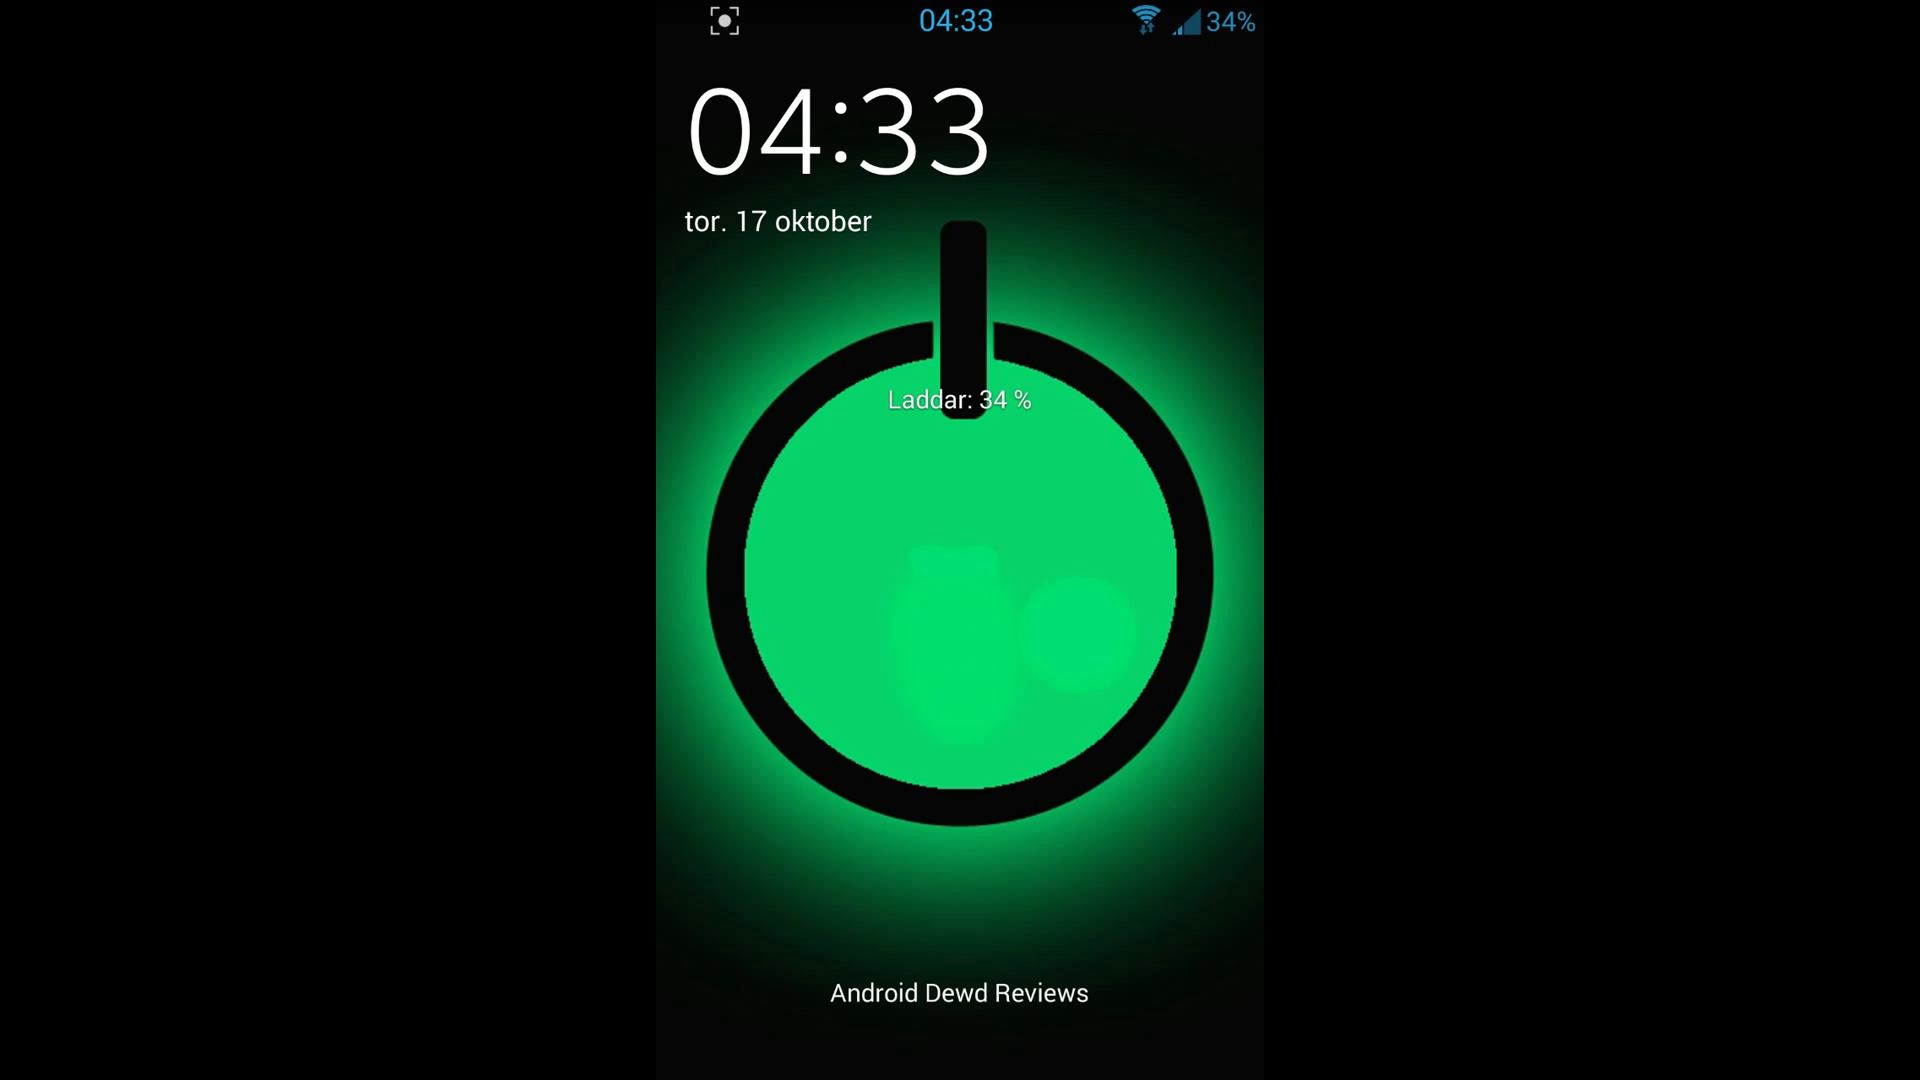 04:33
34%
04:33
tor. 17 oktober
Laddar: 34 %
Android Dewd Reviews